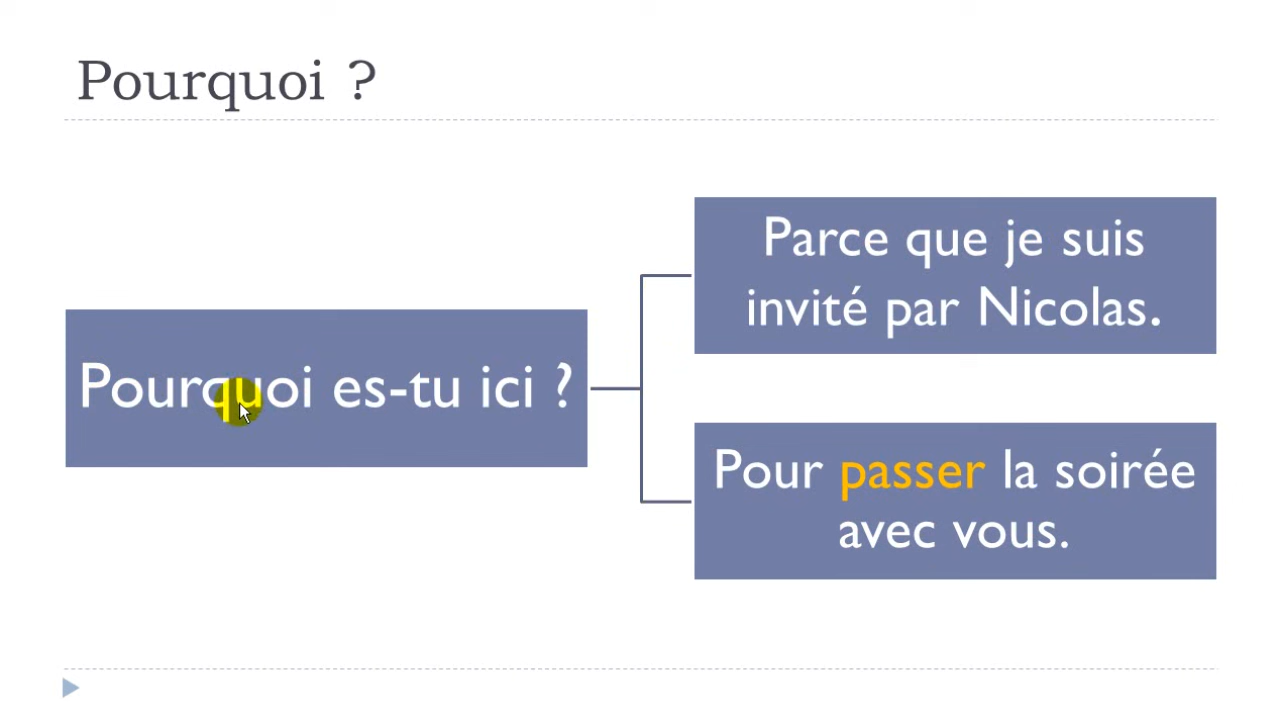 Pourquoi ?
Pourquoi es-tu ici ?
Parce que je suis
invité par Nicolas.
Pour passer la soirée
avec vous.